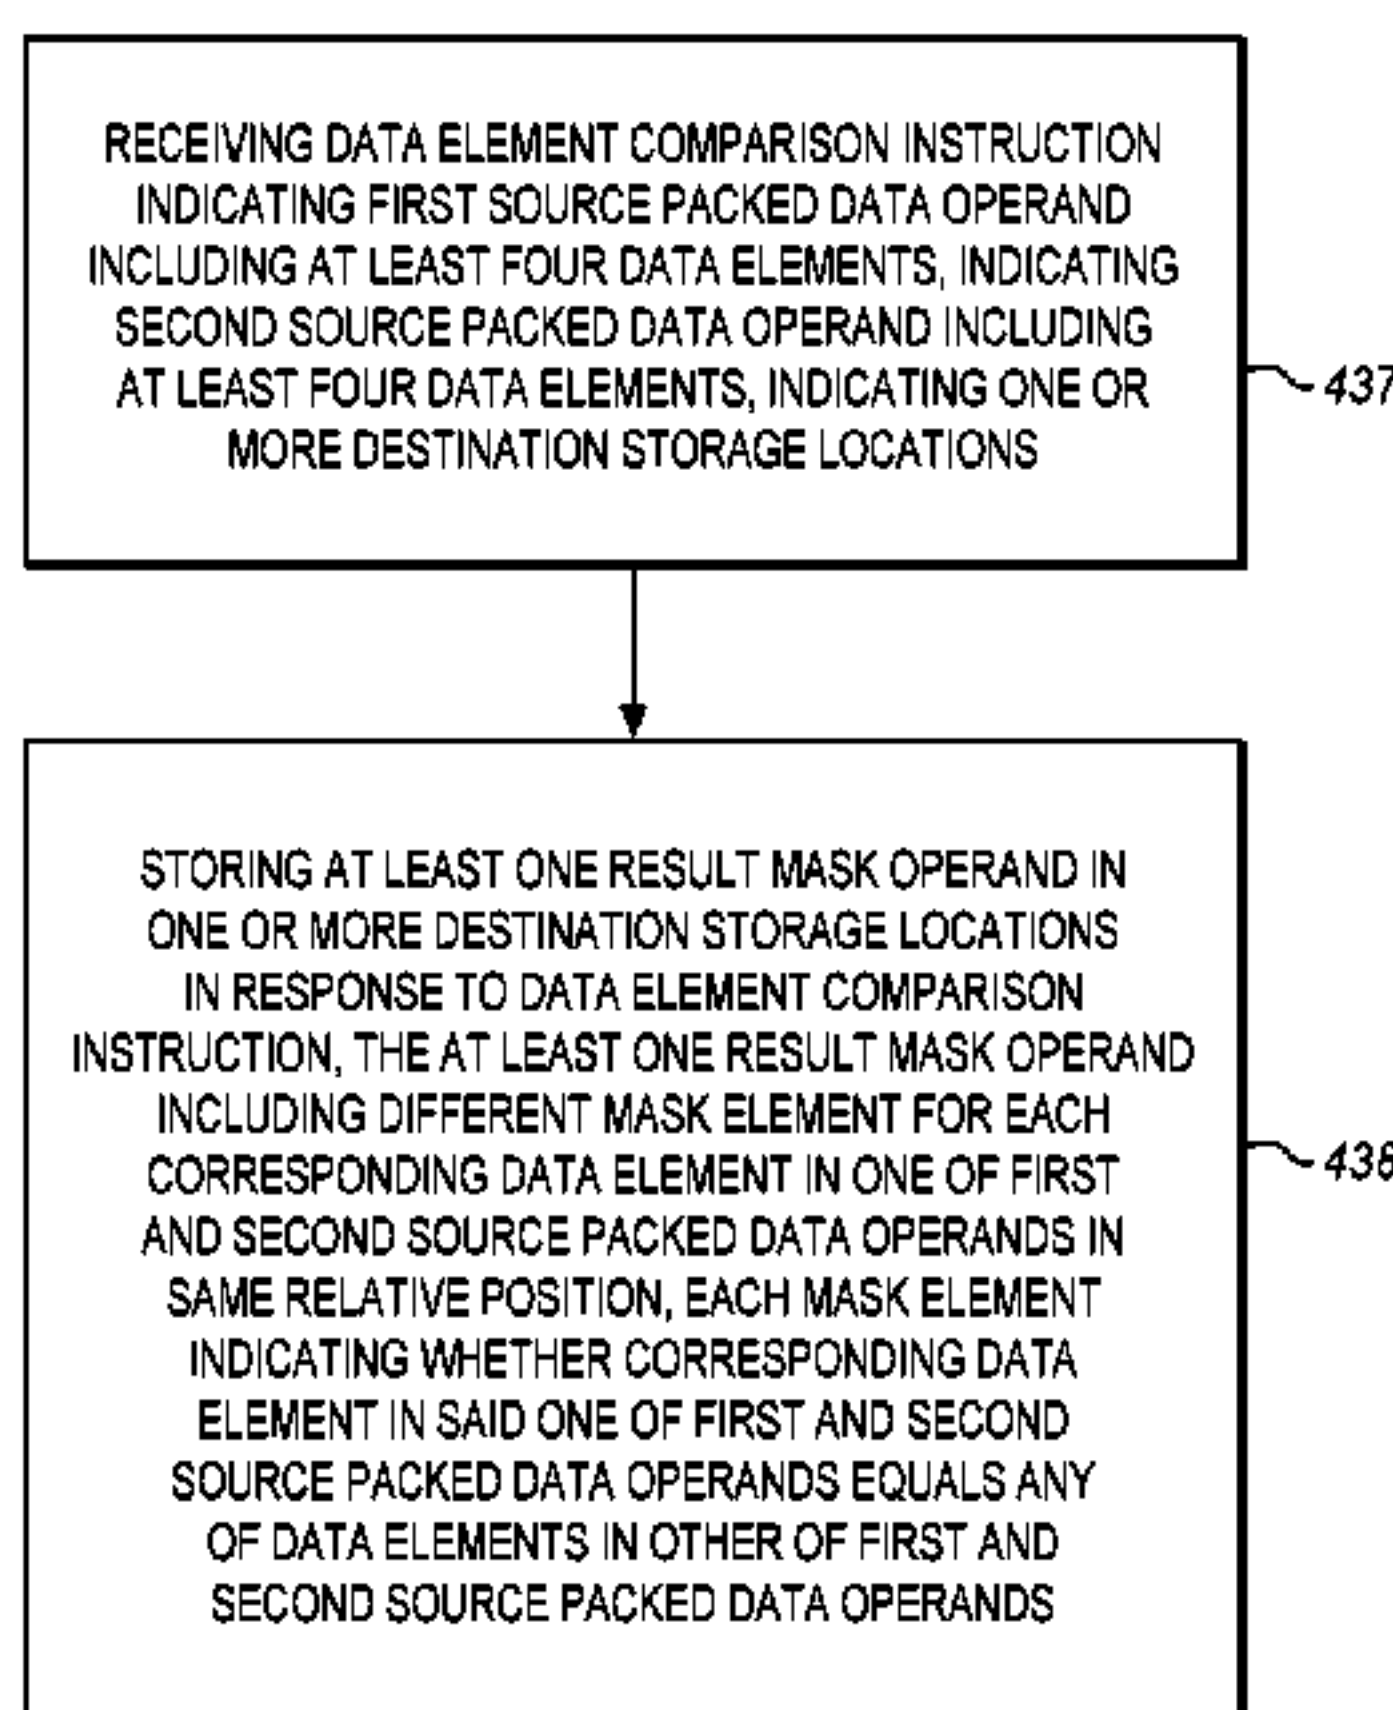 RECEIVING DATA ELEMENT COMPARISON INSTRUCTION
INDICATING FIRST SOURCE PACKED DATA OPERAND
INCLUDING AT LEAST FOUR DATA ELEMENTS, INDICATING
SECOND SOURCE PACKED DATA OPERAND INCLUDING
AT LEAST FOUR DATA ELEMENTS, INDICATING ONE OR
MORE DESTINATION STORAGE LOCATIONS
437
STORING AT LEAST ONE RESULT MASK OPERAND IN
ONE OR MORE DESTINATION STORAGE LOCATIONS
IN RESPONSE TO DATA ELEMENT COMPARISON
INSTRUCTION, THE AT LEAST ONE RESULT MASK OPERAND
INCLUDING DIFFERENT MASK ELEMENT FOR EACH
CORRESPONDING DATA ELEMENT IN ONE OF FIRST
AND SECOND SOURCE PACKED DATA OPERANDS IN
SAME RELATIVE POSITION, EACH MASK ELEMENT
INDICATING WHETHER CORRESPONDING DATA
ELEMENT IN SAID ONE OF FIRST AND SECOND
SOURCE PACKED DATA OPERANDS EQUALS ANY
OF DATA ELEMENTS IN OTHER OF FIRST AND
SECOND SOURCE PACKED DATA OPERANDS
438